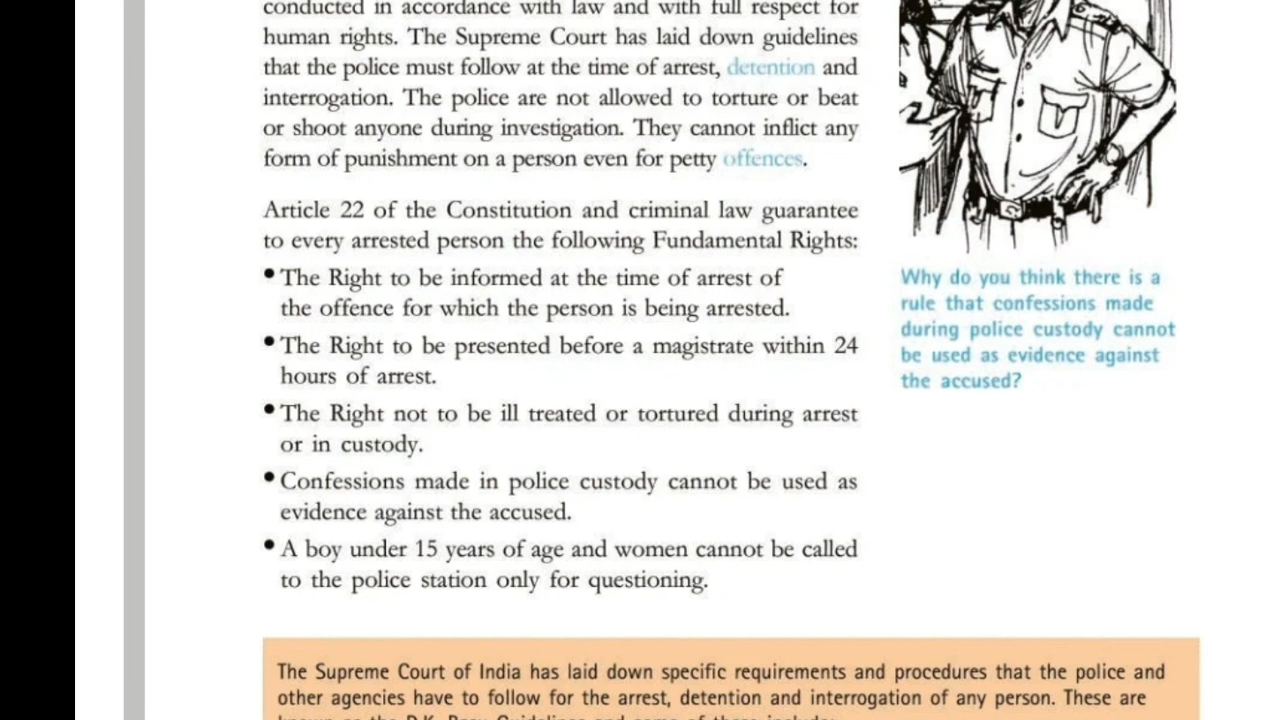 conducted in accordance with law and with full respect for
human rights. The Supreme Court has laid down guidelines
that the police must follow at the time of arrest, detention and
interrogation. The police are not allowed to torture or beat
or shoot anyone during investigation. They cannot inflict any
form of punishment on a person even for petty offences.
Article 22 of the Constitution and criminal law guarantee
to every arrested person the following Fundamental Rights:
• The Right to be informed at the time of arrest of
the offence for which the person is being arrested.
• The Right to be presented before a magistrate within 24
hours of arrest.
• The Right not to be ill treated or tortured during arrest
or in custody.
• Confessions made in police custody cannot be used as
evidence against the accused.
• A boy under 15 years of age and women cannot be called
to the police station only for questioning.
Why do you think there is a
rule that confessions made
during police custody cannot
be used as evidence against
the accused?
The Supreme Court of India has laid down specific requirements and procedures that the police and
other agencies have to follow for the arrest, detention and interrogation of any person. These are
known as the D.K. Basu Guidelines and some of these include: